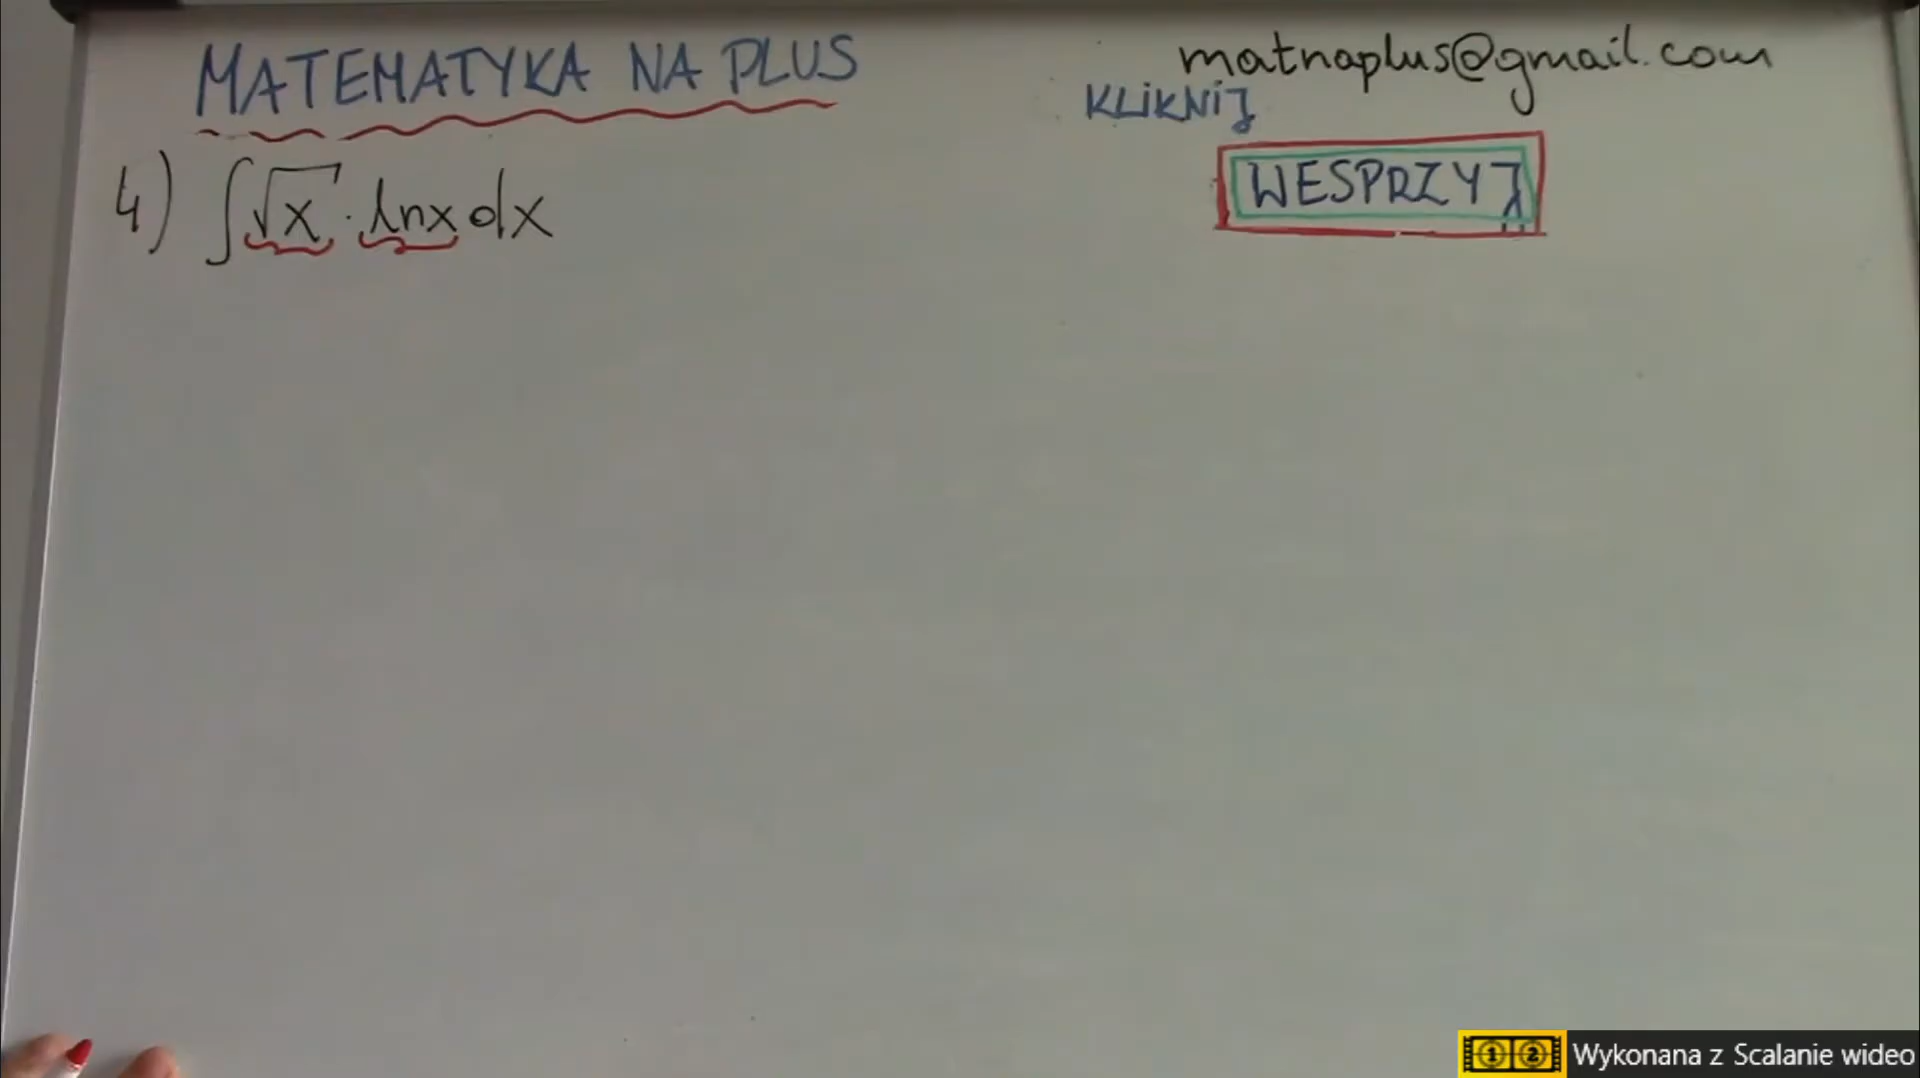 MATEMATYKA NA PLUS
matnaplus@gmail.com
KLIKNIJ
WESPRZYJ
4) ∫√x · lnx dx
Wykonana z Scalanie wideo